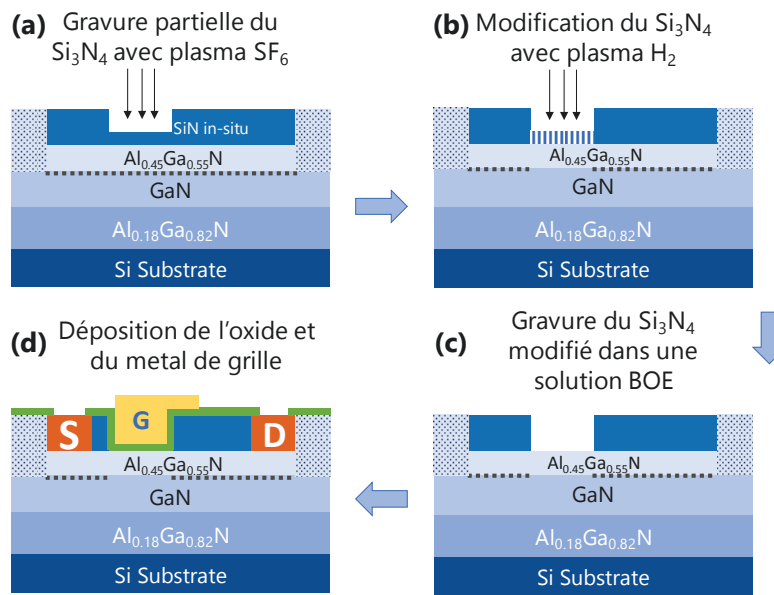 (a) Gravure partielle du
Si₃N₄ avec plasma SF₆
SiN in-situ
Al₀.₄₅Ga₀.₅₅N
GaN
Al₀.₁₈Ga₀.₈₂N
Si Substrate
(b) Modification du Si₃N₄
avec plasma H₂
Al₀.₄₅Ga₀.₅₅N
GaN
Al₀.₁₈Ga₀.₈₂N
Si Substrate
(c) Gravure du Si₃N₄
modifié dans une
solution BOE
Al₀.₄₅Ga₀.₅₅N
GaN
Al₀.₁₈Ga₀.₈₂N
Si Substrate
(d) Déposition de l'oxide et
du metal de grille
S G D
Al₀.₄₅Ga₀.₅₅N
GaN
Al₀.₁₈Ga₀.₈₂N
Si Substrate